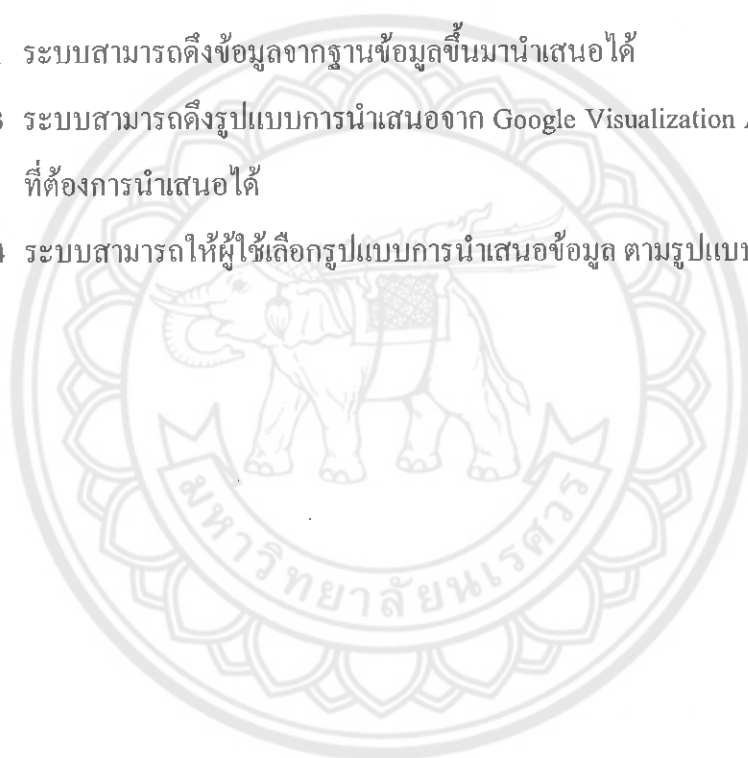 ระบบสามารถดึงข้อมูลจากฐานข้อมูลขึ้นมานำเสนอได้
3 ระบบสามารถดึงรูปแบบการนำเสนอจาก Google Visualization
ที่ต้องการนำเสนอได้
4 ระบบสามารถให้ผู้ใช้เลือกรูปแบบการนำเสนอข้อมูล ตามรูปแบบ
มหาวิทยาลัยนเรศวร